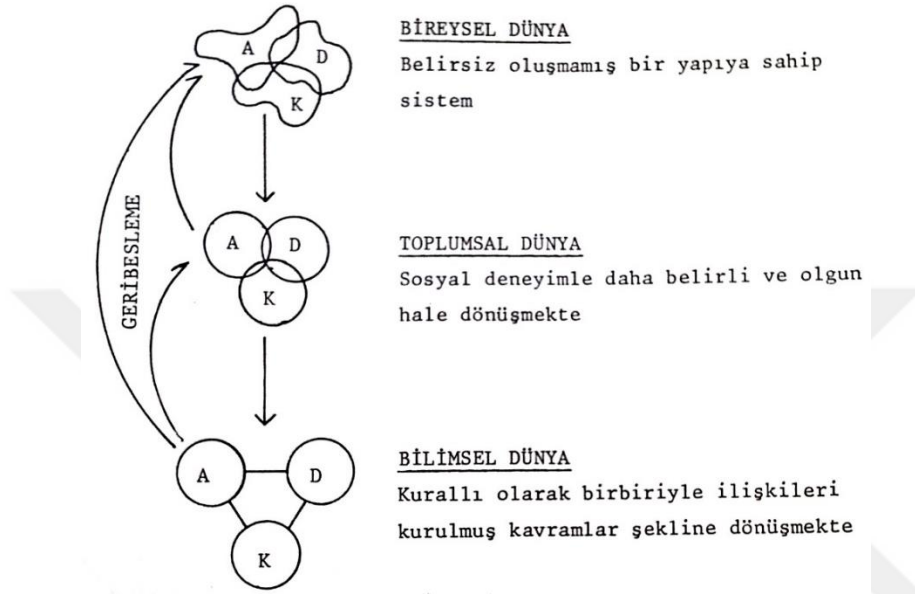 A
D
K
BİREYSEL DÜNYA
Belirsiz oluşmamış bir yapıya sahip
sistem
GERİBESLEME
A
D
K
TOPLUMSAL DÜNYA
Sosyal deneyimle daha belirli ve olgun
hale dönüşmekte
A
D
K
BİLİMSEL DÜNYA
Kurallı olarak birbiriyle ilişkileri
kurulmuş kavramlar şekline dönüşmekte